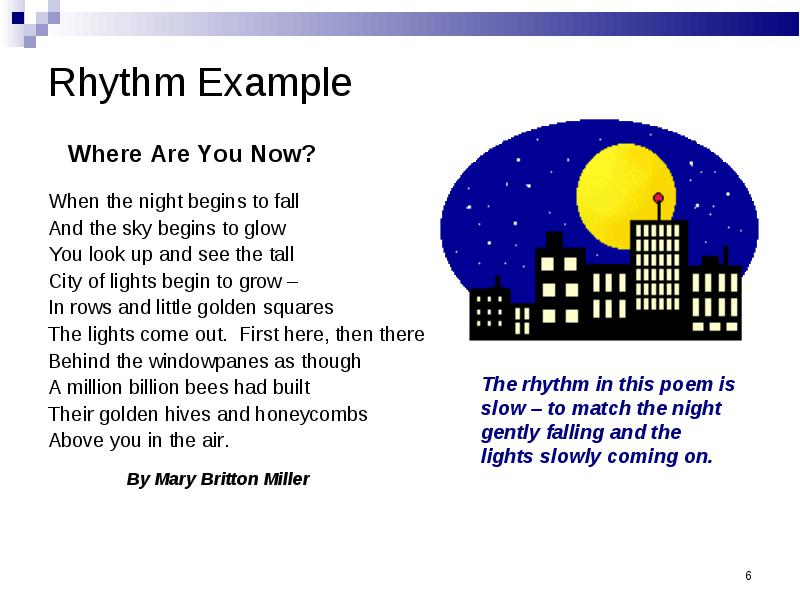 Rhythm Example
Where Are You Now?
When the night begins to fall
And the sky begins to glow
You look up and see the tall
City of lights begin to grow –
In rows and little golden squares
The lights come out.  First here, then there
Behind the windowpanes as though
A million billion bees had built
Their golden hives and honeycombs
Above you in the air.
By Mary Britton Miller
The rhythm in this poem is
slow – to match the night
gently falling and the
lights slowly coming on.
6